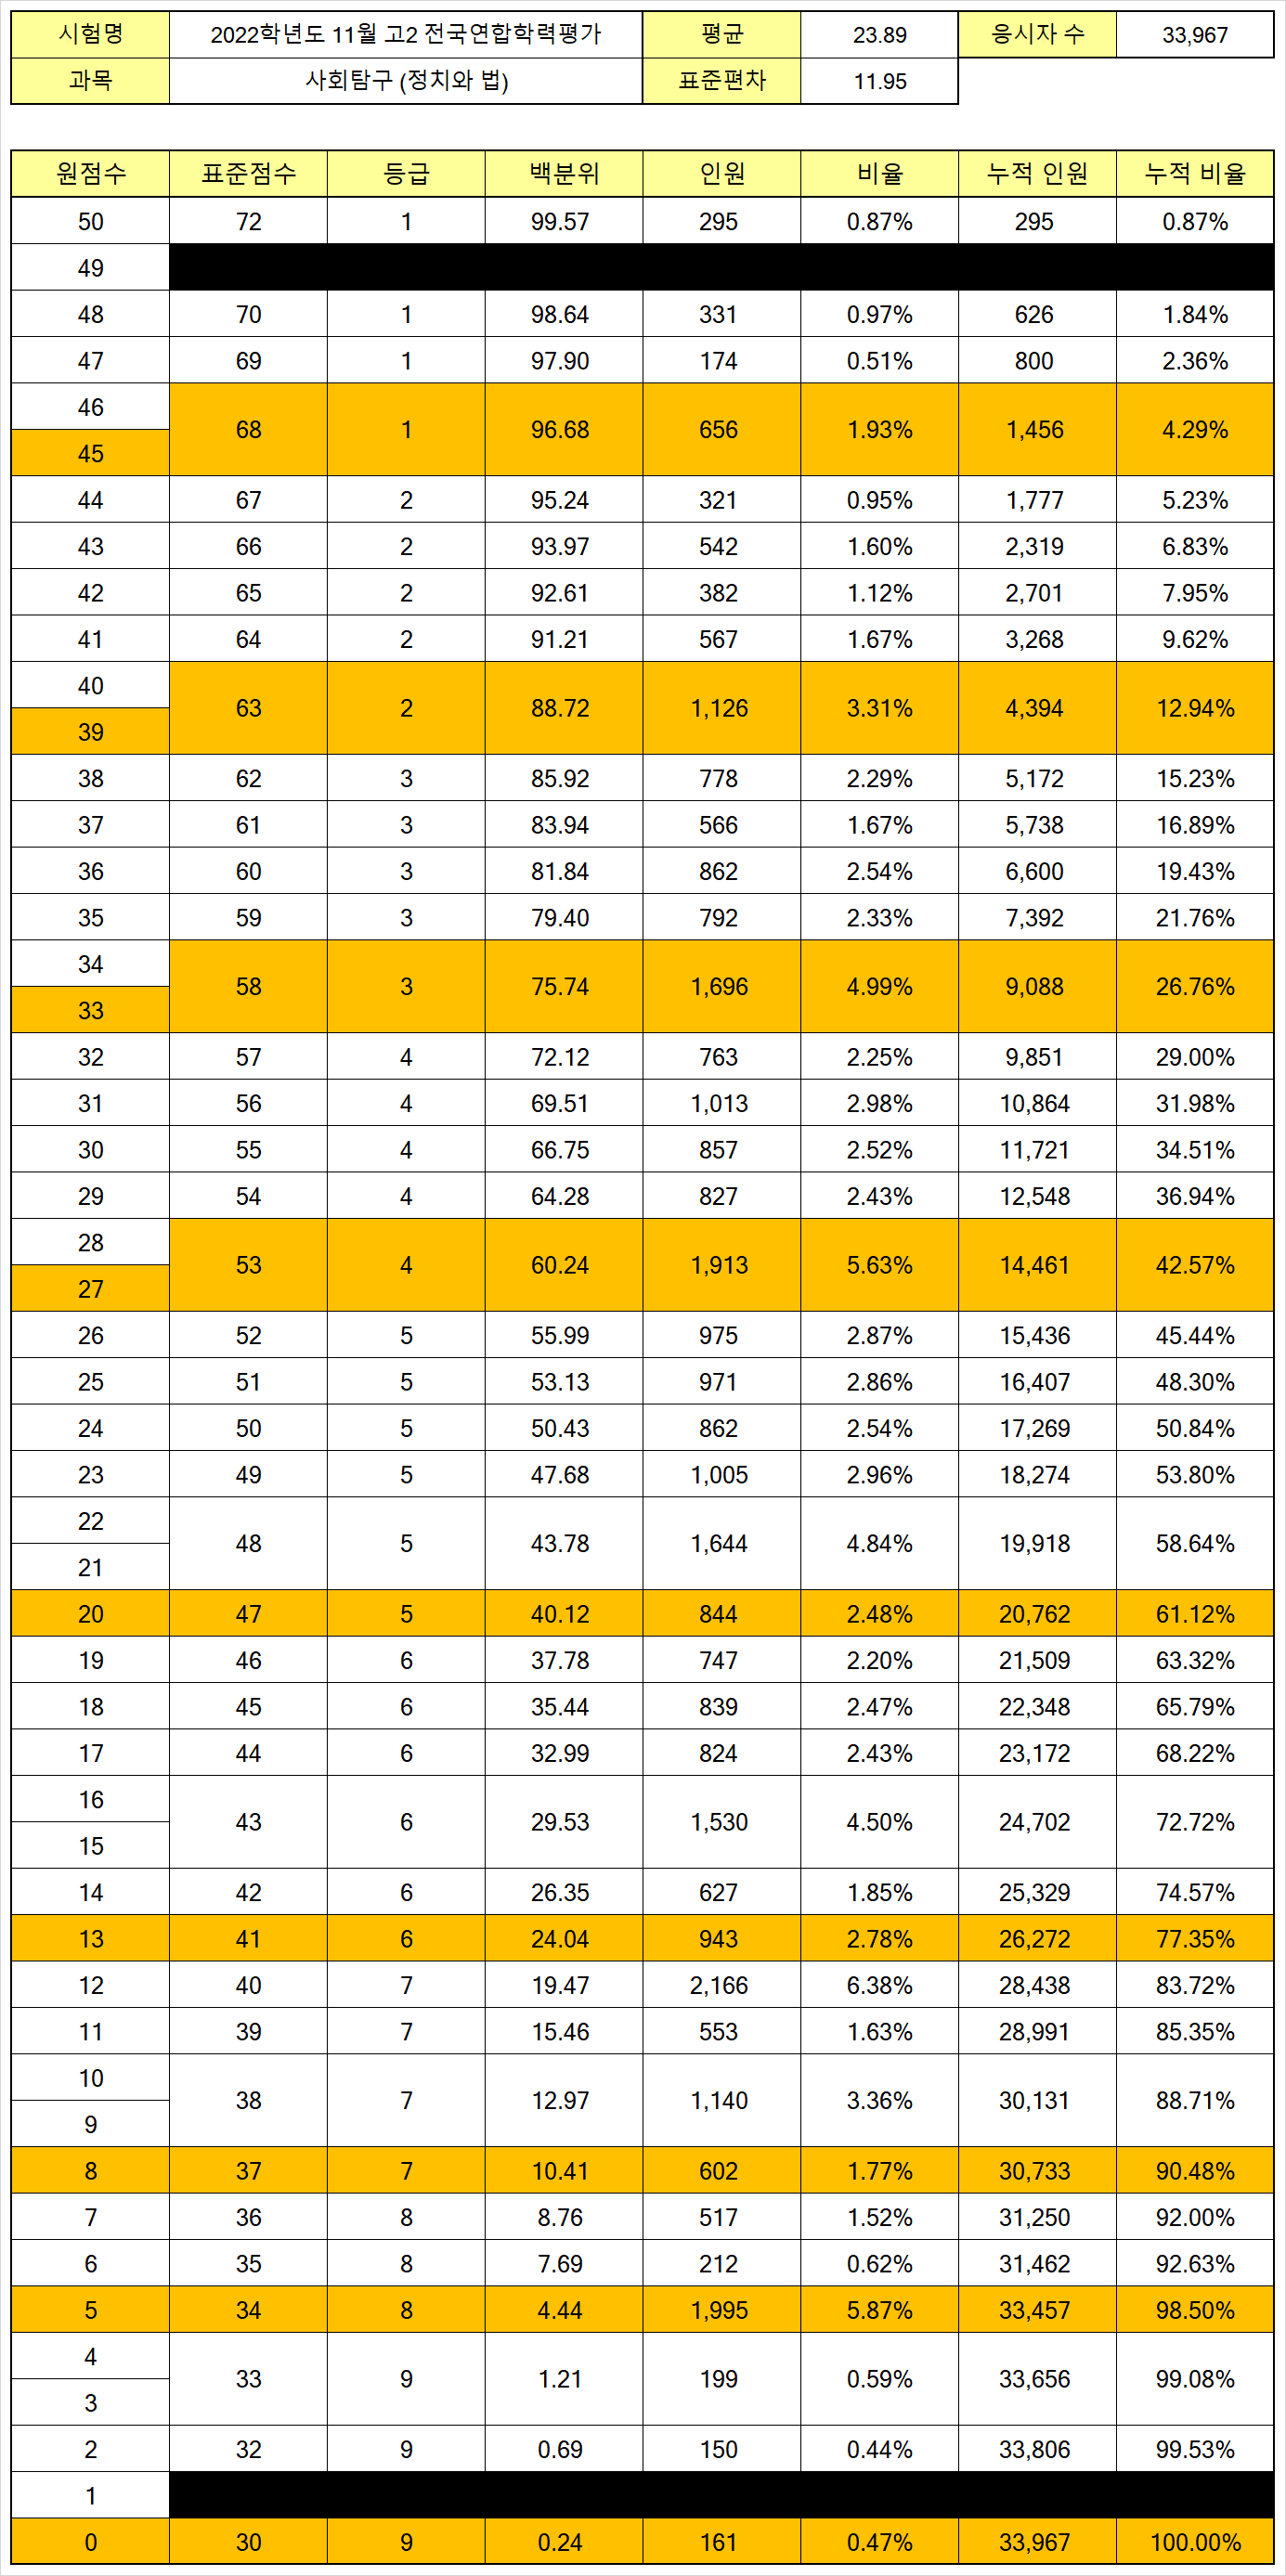 시험명 2022학년도 11월 고2 전국연합학력평가 평균 23.89 응시자 수 33,967
과목 사회탐구 (정치와 법) 표준편차 11.95
원점수 표준점수 등급 백분위 인원 비율 누적 인원 누적 비율
50 72 1 99.57 295 0.87% 295 0.87%
49
48 70 1 98.64 331 0.97% 626 1.84%
47 69 1 97.90 174 0.51% 800 2.36%
46
68 1 96.68 656 1.93% 1,456 4.29%
45
44 67 2 95.24 321 0.95% 1,777 5.23%
43 66 2 93.97 542 1.60% 2,319 6.83%
42 65 2 92.61 382 1.12% 2,701 7.95%
41 64 2 91.21 567 1.67% 3,268 9.62%
40
63 2 88.72 1,126 3.31% 4,394 12.94%
39
38 62 3 85.92 778 2.29% 5,172 15.23%
37 61 3 83.94 566 1.67% 5,738 16.89%
36 60 3 81.84 862 2.54% 6,600 19.43%
35 59 3 79.40 792 2.33% 7,392 21.76%
34
58 3 75.74 1,696 4.99% 9,088 26.76%
33
32 57 4 72.12 763 2.25% 9,851 29.00%
31 56 4 69.51 1,013 2.98% 10,864 31.98%
30 55 4 66.75 857 2.52% 11,721 34.51%
29 54 4 64.28 827 2.43% 12,548 36.94%
28
53 4 60.24 1,913 5.63% 14,461 42.57%
27
26 52 5 55.99 975 2.87% 15,436 45.44%
25 51 5 53.13 971 2.86% 16,407 48.30%
24 50 5 50.43 862 2.54% 17,269 50.84%
23 49 5 47.68 1,005 2.96% 18,274 53.80%
22
48 5 43.78 1,644 4.84% 19,918 58.64%
21
20 47 5 40.12 844 2.48% 20,762 61.12%
19 46 6 37.78 747 2.20% 21,509 63.32%
18 45 6 35.44 839 2.47% 22,348 65.79%
17 44 6 32.99 824 2.43% 23,172 68.22%
16
43 6 29.53 1,530 4.50% 24,702 72.72%
15
14 42 6 26.35 627 1.85% 25,329 74.57%
13 41 6 24.04 943 2.78% 26,272 77.35%
12 40 7 19.47 2,166 6.38% 28,438 83.72%
11 39 7 15.46 553 1.63% 28,991 85.35%
10
38 7 12.97 1,140 3.36% 30,131 88.71%
9
8 37 7 10.41 602 1.77% 30,733 90.48%
7 36 8 8.76 517 1.52% 31,250 92.00%
6 35 8 7.69 212 0.62% 31,462 92.63%
5 34 8 4.44 1,995 5.87% 33,457 98.50%
4
33 9 1.21 199 0.59% 33,656 99.08%
3
2 32 9 0.69 150 0.44% 33,806 99.53%
1
0 30 9 0.24 161 0.47% 33,967 100.00%